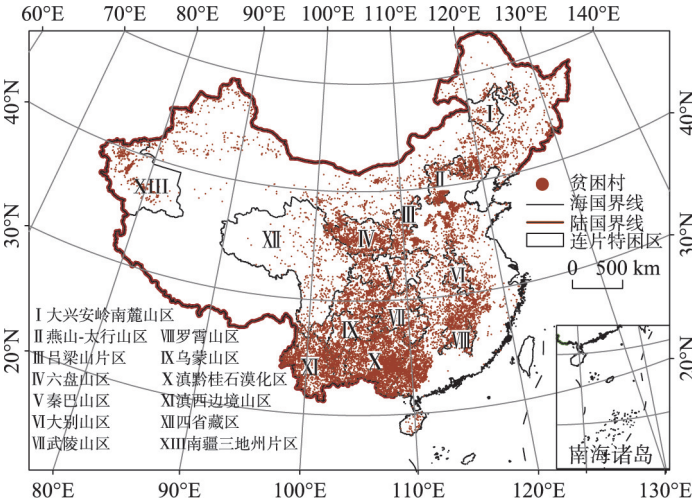 60°E 70°E 80°E 90°E 100°E 110°E 120°E 130°E 140°E
40°N
30°N
20°N
40°N
30°N
20°N
Ⅰ
Ⅱ
Ⅲ
ⅩⅢ
Ⅻ
Ⅳ
Ⅴ
Ⅵ
Ⅶ
Ⅸ
Ⅷ
Ⅺ
Ⅹ
贫困村
海国界线
陆国界线
连片特困区
0 500 km
Ⅰ大兴安岭南麓山区
Ⅱ燕山-太行山区 Ⅷ罗霄山区
Ⅲ吕梁山片区 Ⅸ乌蒙山区
Ⅳ六盘山区 Ⅹ滇黔桂石漠化区
Ⅴ秦巴山区 Ⅺ滇西边境山区
Ⅵ大别山区 Ⅻ四省藏区
Ⅶ武陵山区 ⅩⅢ南疆三地州片区
南海诸岛
80°E 90°E 100°E 110°E 120°E 130°E